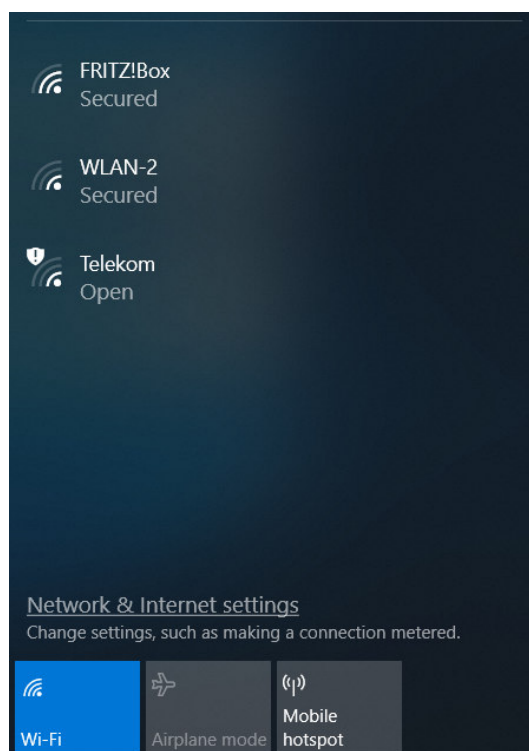 FRITZ!Box
Secured
WLAN-2
Secured
Telekom
Open
Network & Internet settings
Change settings, such as making a connection metered.
Wi-Fi
Airplane mode
Mobile
hotspot